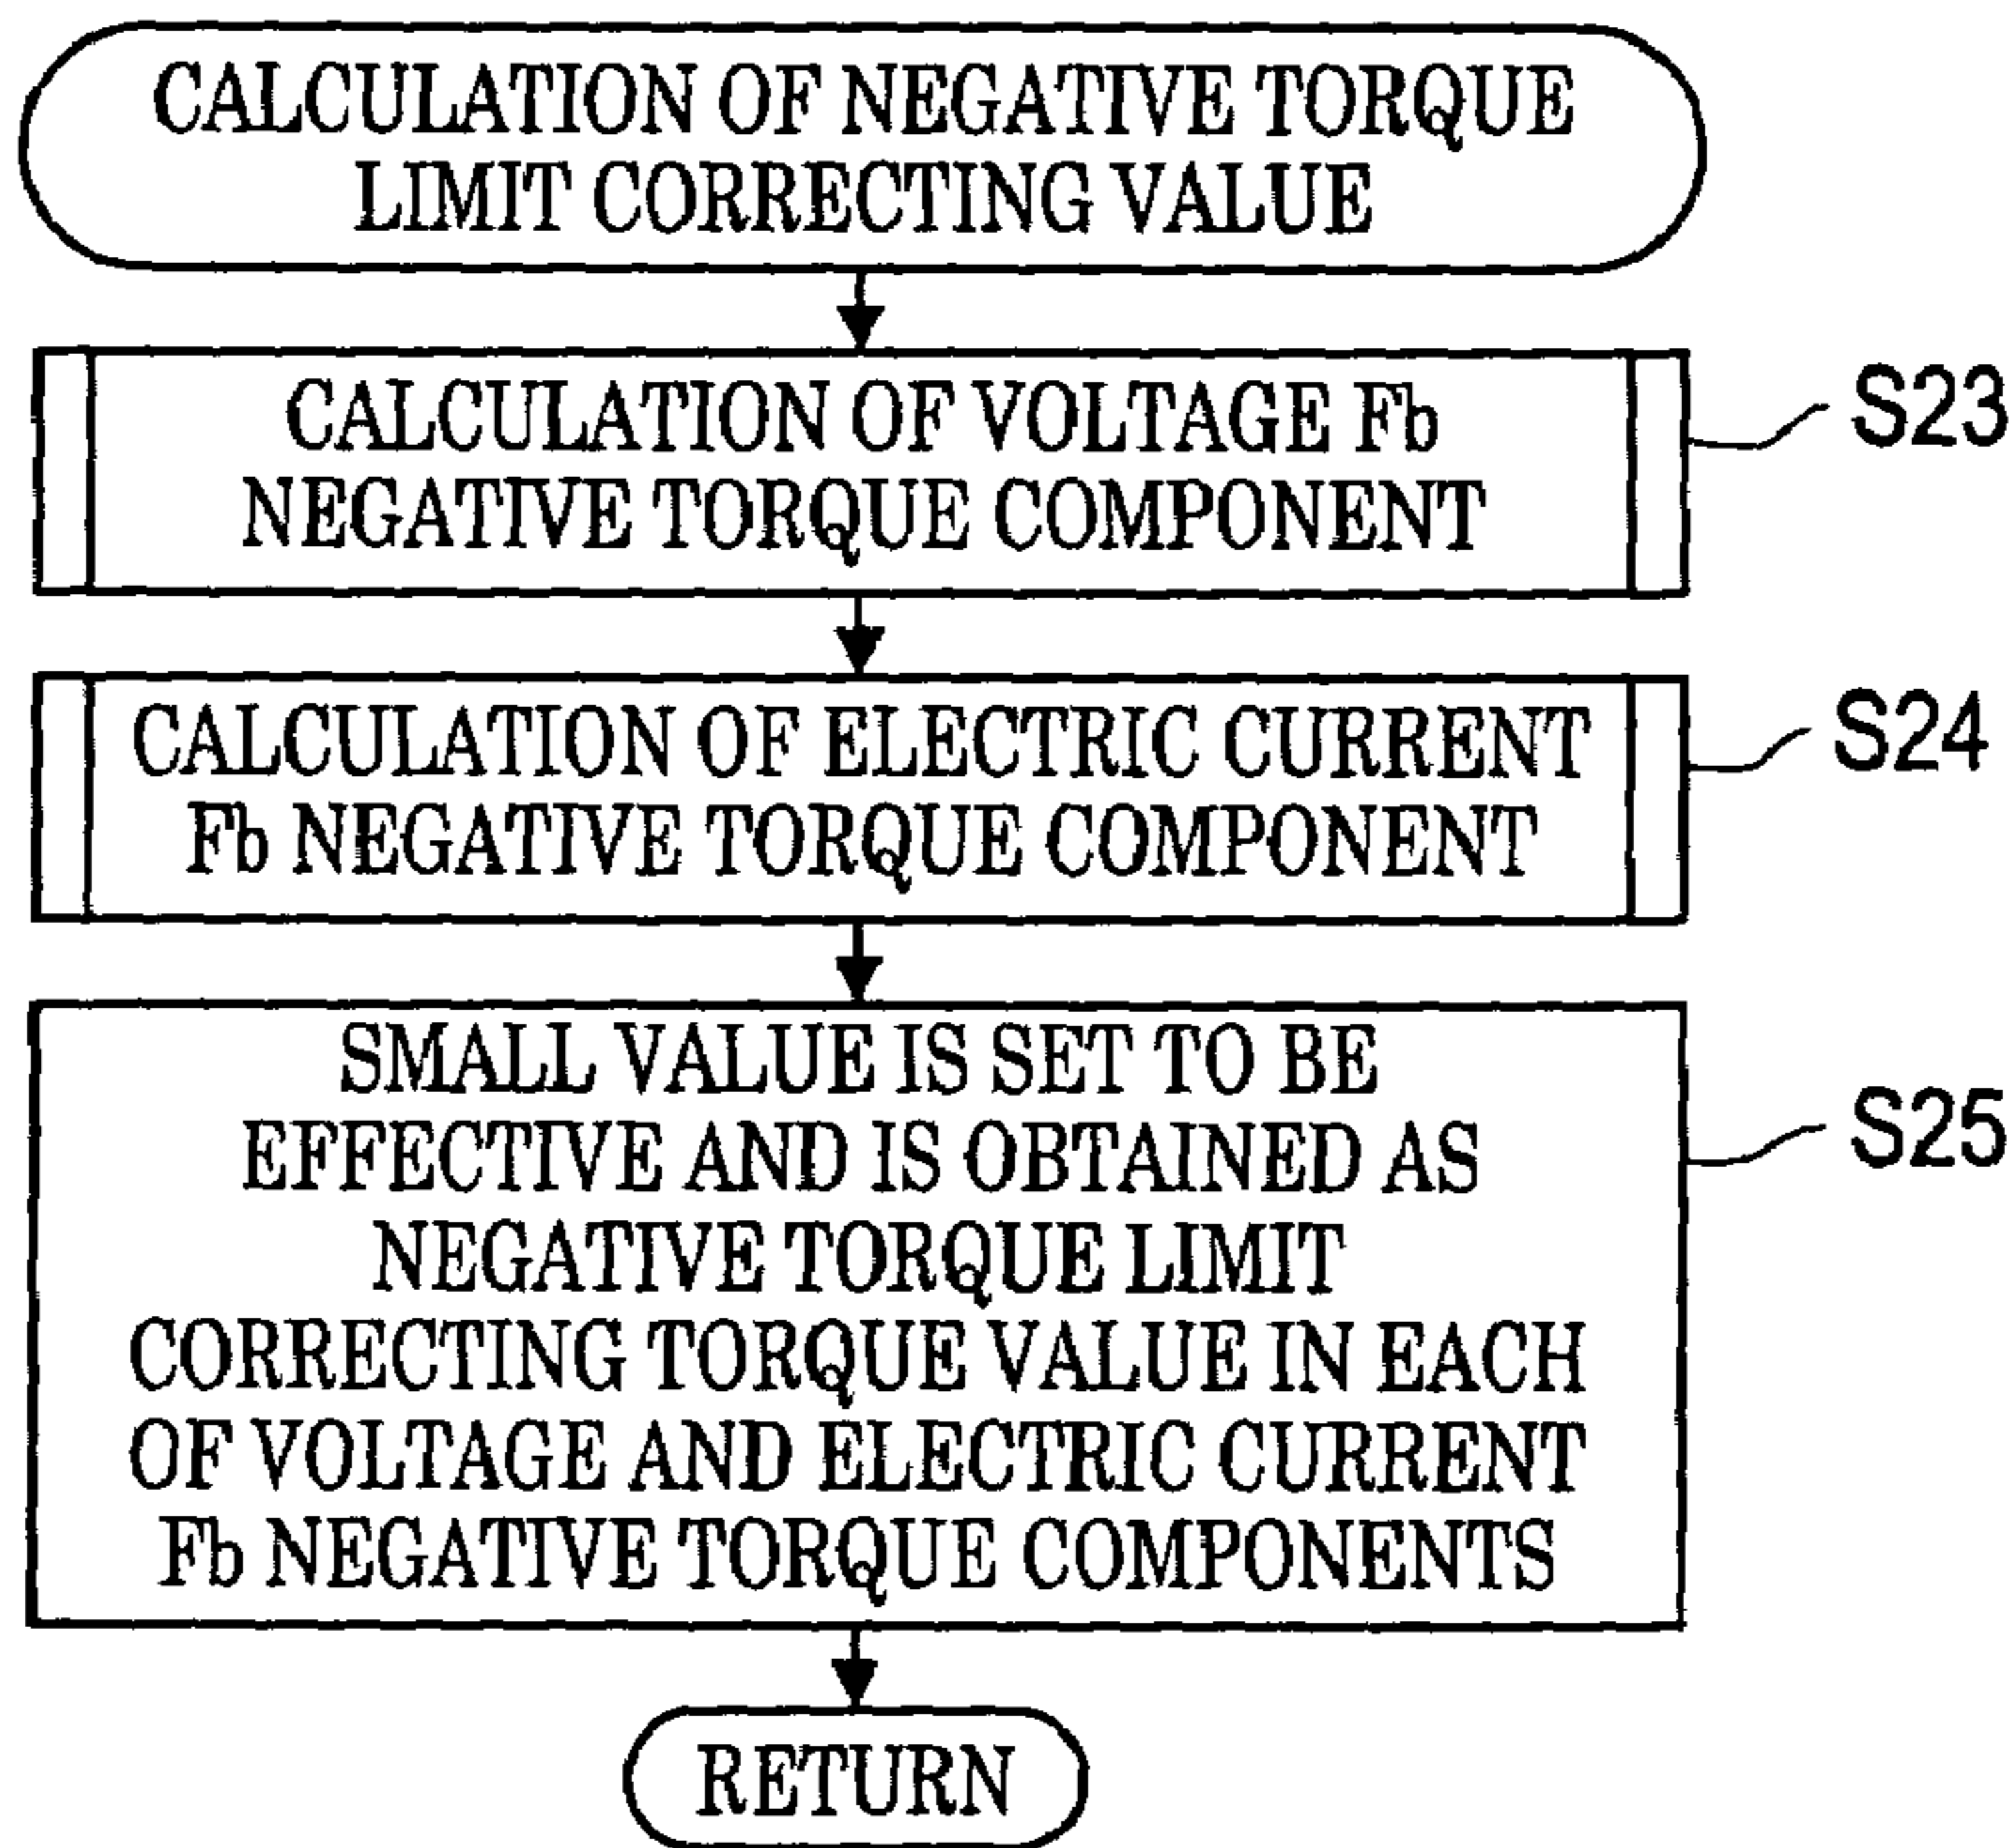 CALCULATION OF NEGATIVE TORQUE
LIMIT CORRECTING VALUE
CALCULATION OF VOLTAGE Fb
NEGATIVE TORQUE COMPONENT
S23
CALCULATION OF ELECTRIC CURRENT
Fb NEGATIVE TORQUE COMPONENT
S24
SMALL VALUE IS SET TO BE
EFFECTIVE AND IS OBTAINED AS
NEGATIVE TORQUE LIMIT
CORRECTING TORQUE VALUE IN EACH
OF VOLTAGE AND ELECTRIC CURRENT
Fb NEGATIVE TORQUE COMPONENTS
S25
RETURN